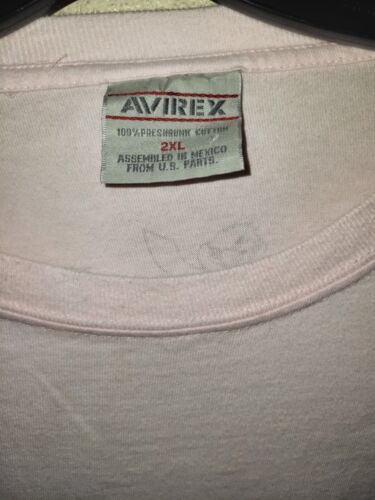 AVIREX
100% PRESHRUNK COTTON
2XL
ASSEMBLED IN MEXICO
FROM U.S. PARTS.